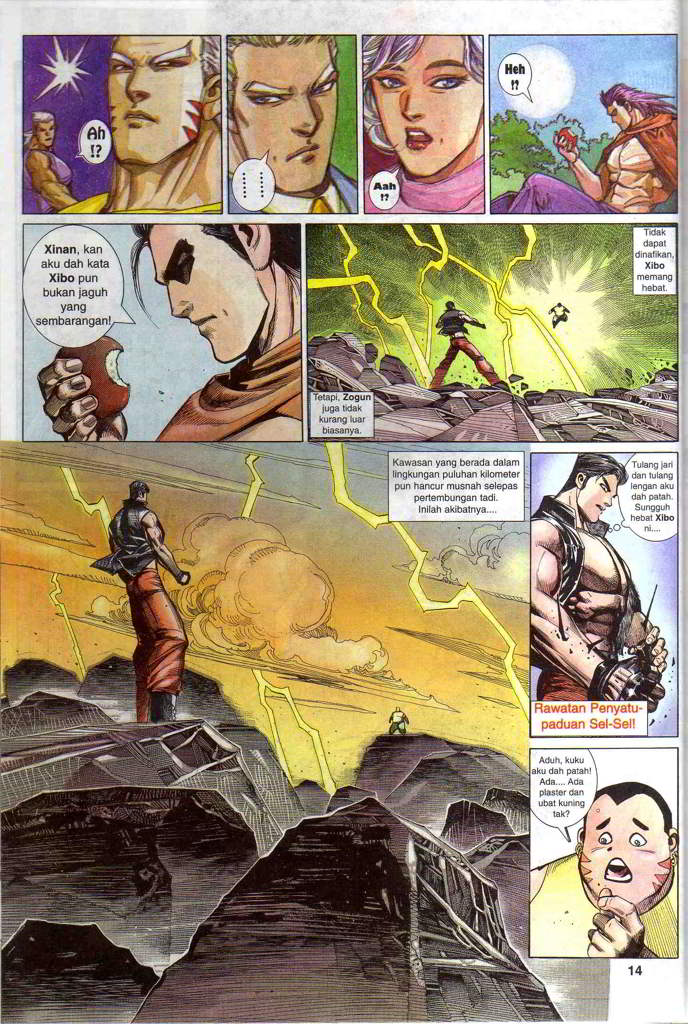 Ah
!?
......
Aah
!?
Heh
!?
Xinan, kan
aku dah kata
Xibo pun
bukan jaguh
yang
sembarangan!
Tidak
dapat
dinafikan,
Xibo
memang
hebat.
Tetapi, Zogun
juga tidak
kurang luar
biasanya.
Kawasan yang berada dalam
lingkungan puluhan kilometer
pun hancur musnah selepas
pertembungan tadi.
Inilah akibatnya....
Tulang jari
dan tulang
lengan aku
dah patah.
Sungguh
hebat Xibo
ni....
Rawatan Penyatu-
paduan Sel-Sel!
Aduh, kuku
aku dah patah!
Ada.... Ada
plaster dan
ubat kuning
tak?
14